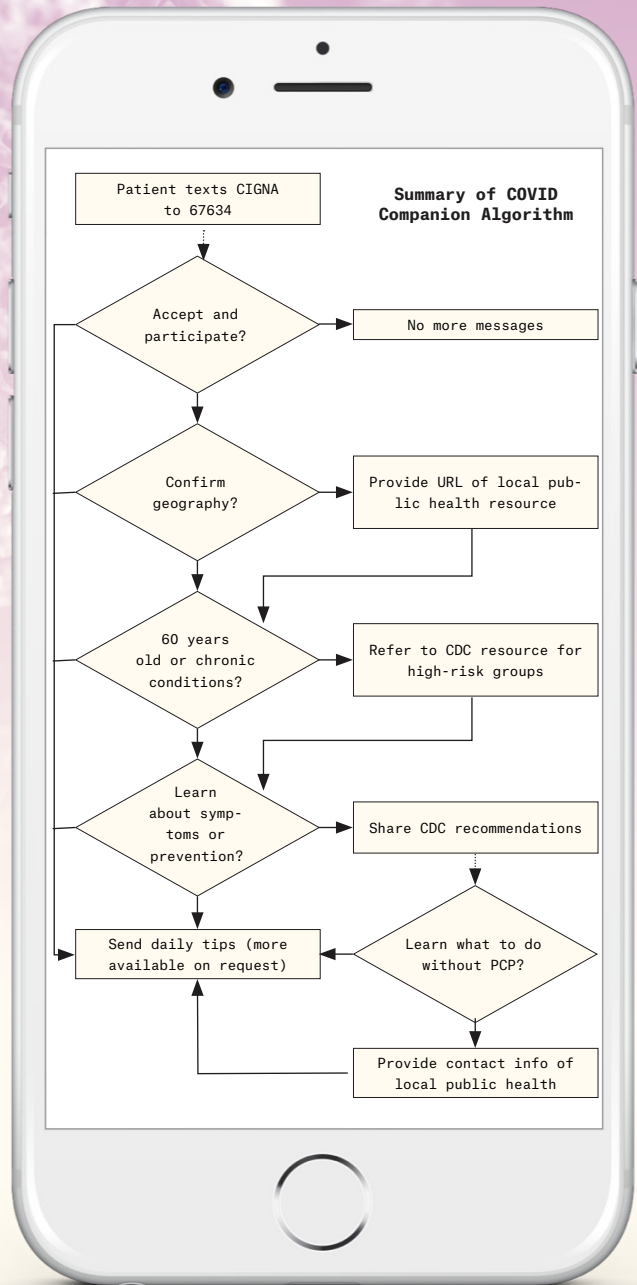 Patient texts CIGNA
to 67634
Summary of COVID
Companion Algorithm
Accept and
participate?
No more messages
Confirm
geography?
Provide URL of local pub-
lic health resource
60 years
old or chronic
conditions?
Refer to CDC resource for
high-risk groups
Learn
about symp-
toms or
prevention?
Share CDC recommendations
Send daily tips (more
available on request)
Learn what to do
without PCP?
Provide contact info of
local public health